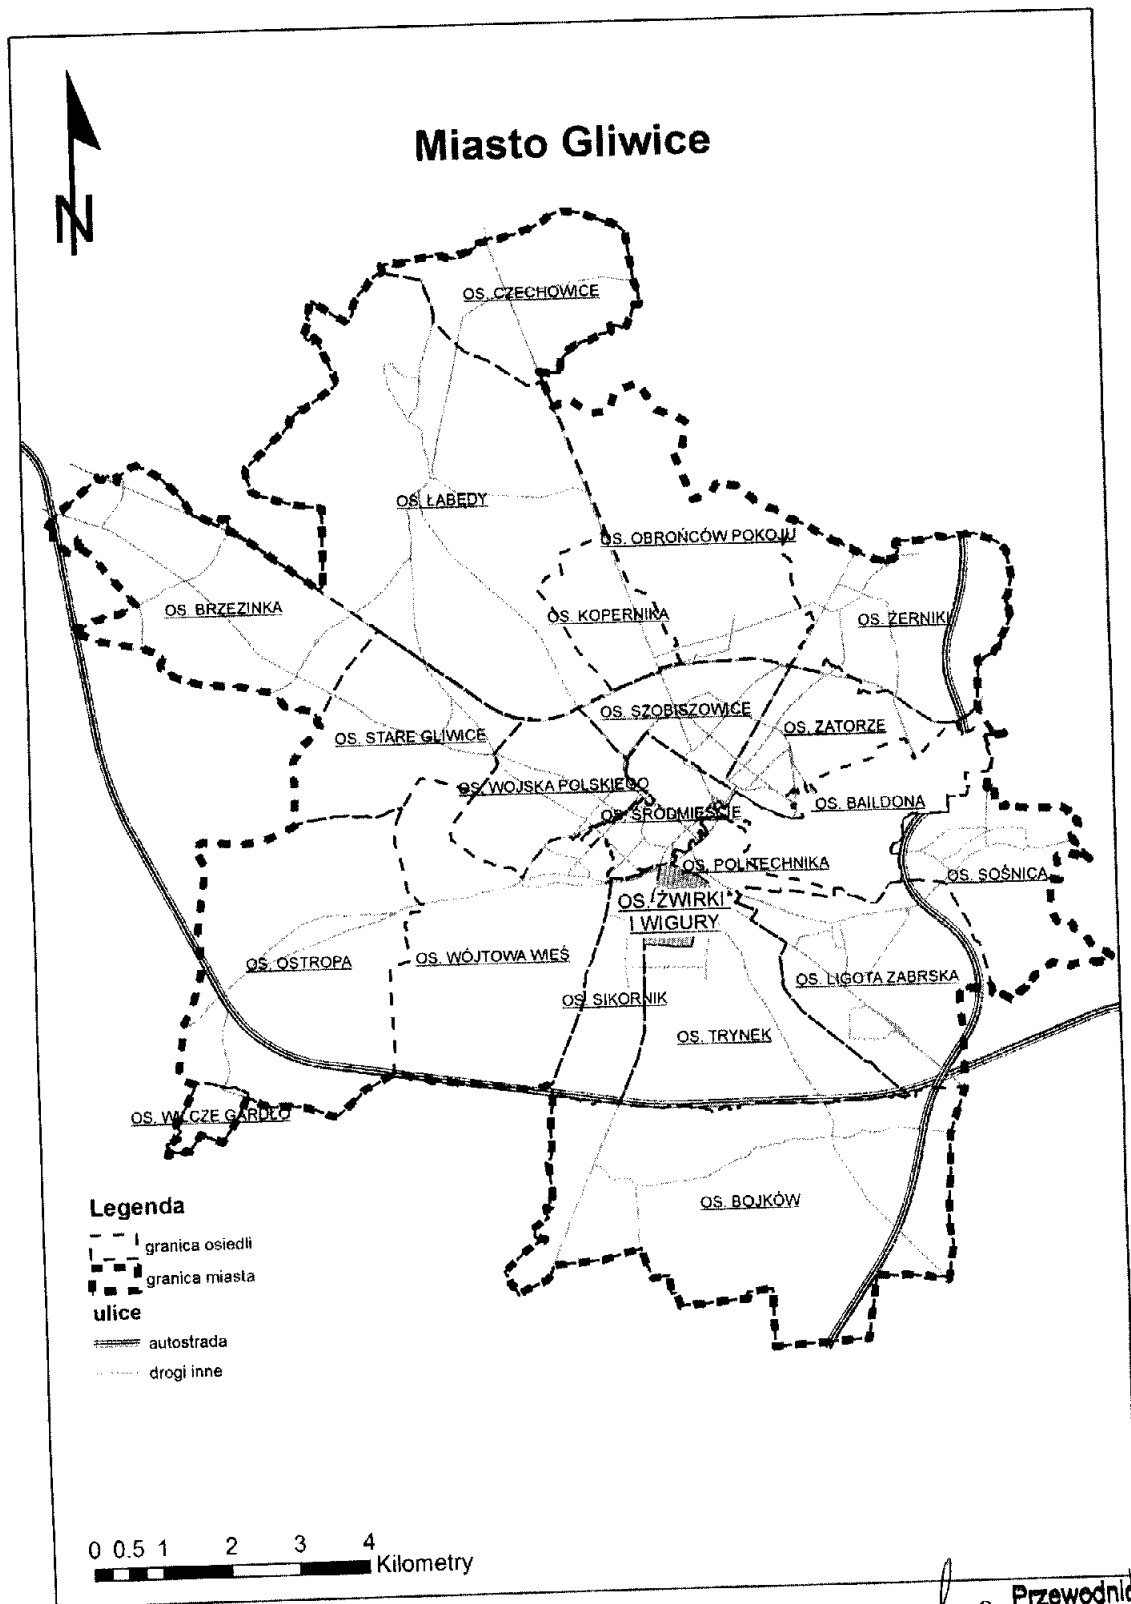 Miasto Gliwice
N
OS. CZECHOWICE
OS. ŁABĘDY
OS. OBROŃCÓW POKOJU
OS. BRZEZINKA
OS. KOPERNIKA
OS. ŻERNIKI
OS. SZOBISZOWICE
OS. ZATORZE
OS. STARE GLIWICE
OS. WOJSKA POLSKIEGO
OS. BAILDONA
OS. ŚRÓDMIEŚCIE
OS. POLITECHNIKA
OS. SOŚNICA
OS. ŻWIRKI
I WIGURY
OS. OSTROPA
OS. WÓJTOWA WIEŚ
OS. LIGOTA ZABRSKA
OS. SIKORNIK
OS. TRYNEK
OS. WILCZE GARDŁO
OS. BOJKÓW
Legenda
granica osiedli
granica miasta
ulice
autostrada
drogi inne
0 0.5 1 2 3 4
Kilometry